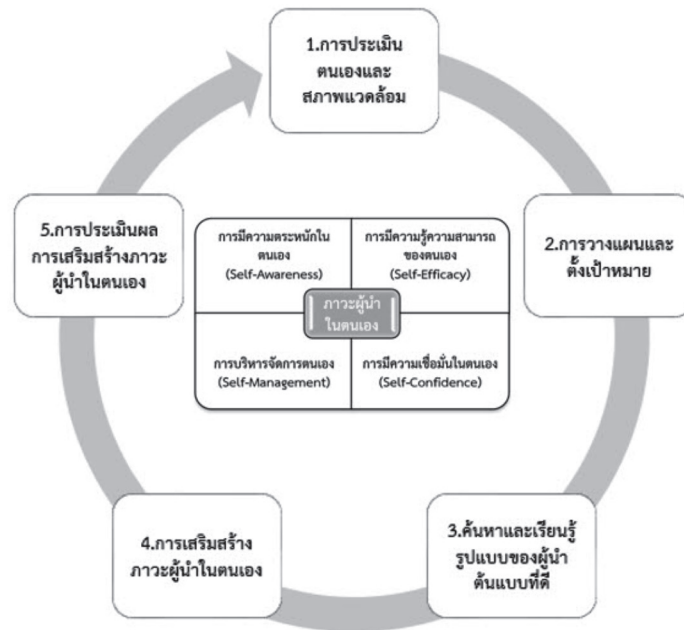 1.การประเมิน
ตนเองและ
สภาพแวดล้อม
2.การวางแผนและ
ตั้งเป้าหมาย
3.ค้นหาและเรียนรู้
รูปแบบของผู้นำ
ต้นแบบที่ดี
4.การเสริมสร้าง
ภาวะผู้นำในตนเอง
5.การประเมินผล
การเสริมสร้างภาวะ
ผู้นำในตนเอง
การมีความตระหนักใน
ตนเอง
(Self-Awareness)
การมีความรู้ความสามารถ
ของตนเอง
(Self-Efficacy)
ภาวะผู้นำ
ในตนเอง
การบริหารจัดการตนเอง
(Self-Management)
การมีความเชื่อมั่นในตนเอง
(Self-Confidence)